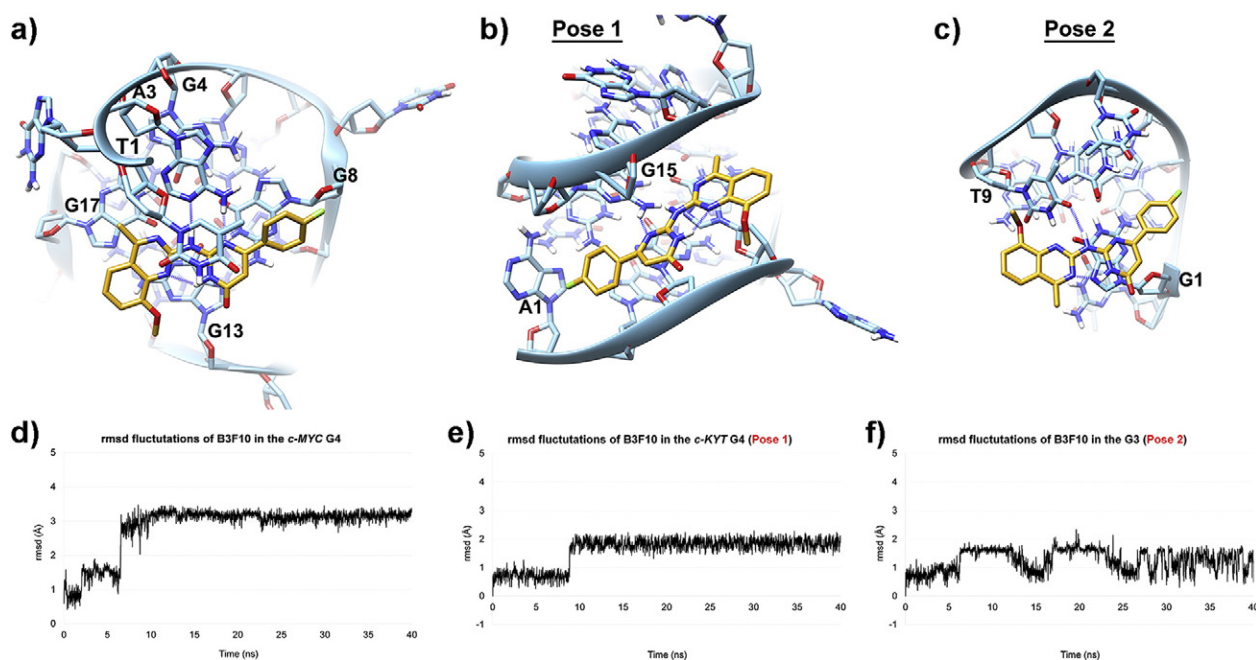 a)
b)
Pose 1
c)
Pose 2
A3
G4
T1
G8
G17
G13
G15
A1
T9
G1
d)
rmsd fluctutations of B3F10 in the c-MYC G4
5
4
3
2
1
0
rmsd (Å)
0 5 10 15 20 25 30 35 40
Time (ns)
e)
rmsd fluctutations of B3F10 in the c-KYT G4 (Pose 1)
5
4
3
2
1
0
-1
rmsd (Å)
0 5 10 15 20 25 30 35 40
Time (ns)
f)
rmsd fluctutations of B3F10 in the G3 (Pose 2)
5
4
3
2
1
0
-1
rmsd (Å)
0 5 10 15 20 25 30 35 40
Time (ns)